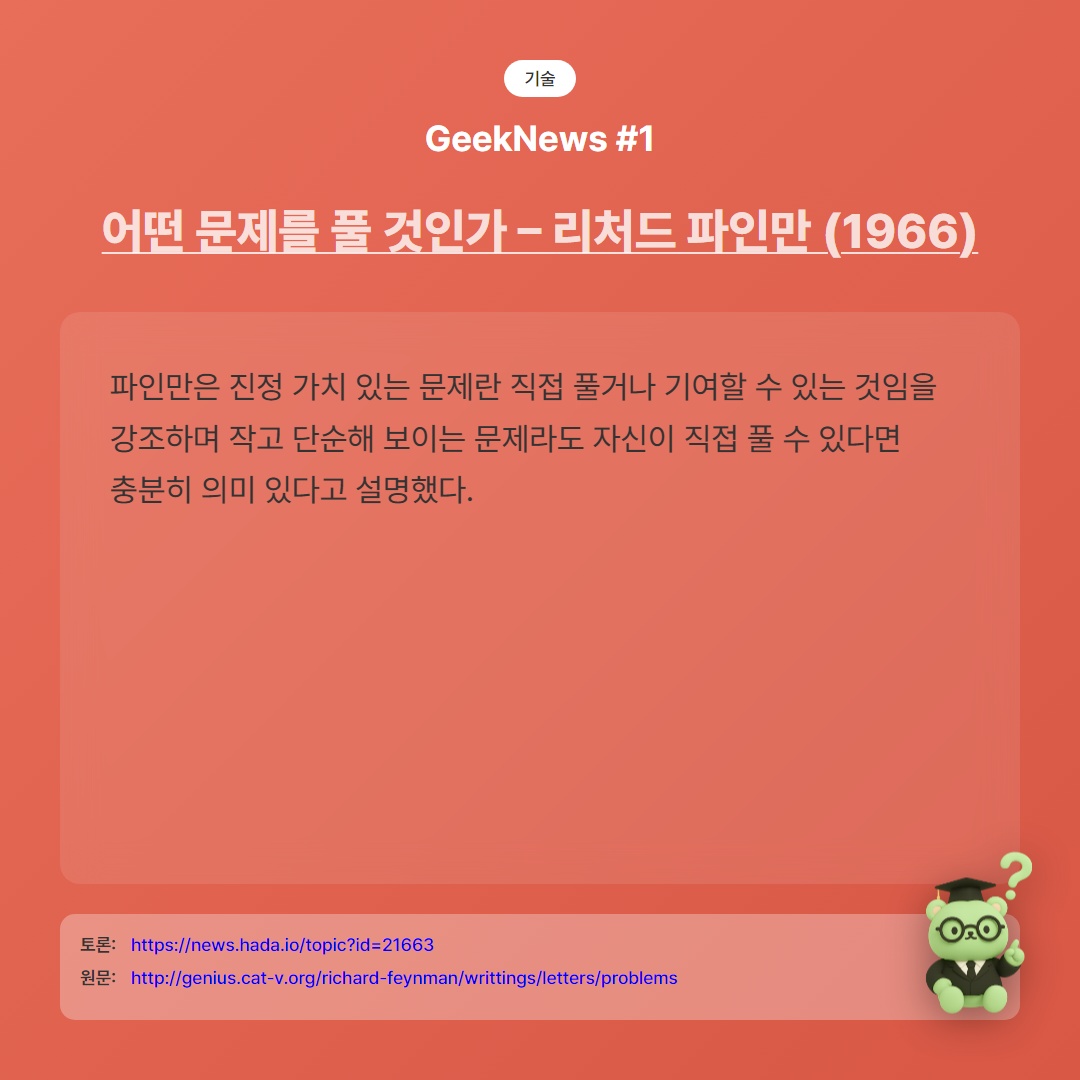 기술
GeekNews #1
어떤 문제를 풀 것인가 – 리처드 파인만 (1966)
파인만은 진정 가치 있는 문제란 직접 풀거나 기여할 수 있는 것임을
강조하며 작고 단순해 보이는 문제라도 자신이 직접 풀 수 있다면
충분히 의미 있다고 설명했다.
토론: https://news.hada.io/topic?id=21663
원문: http://genius.cat-v.org/richard-feynman/writtings/letters/problems